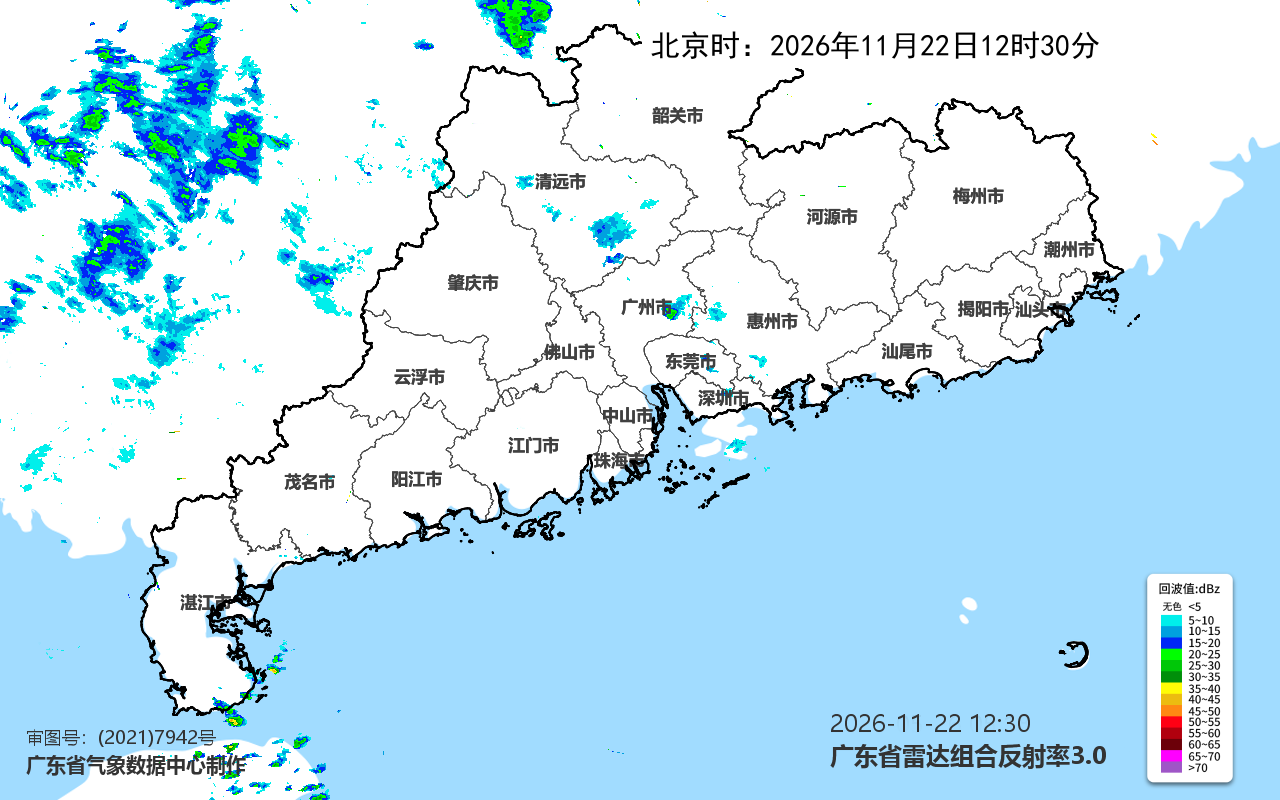 北京时：2026年11月22日12时30分
韶关市
清远市
梅州市
河源市
潮州市
肇庆市
广州市
惠州市
揭阳市
汕头市
佛山市
东莞市
汕尾市
云浮市
深圳市
中山市
江门市
珠海市
茂名市
阳江市
湛江市
回波值:dBz
无色 <5
5~10
10~15
15~20
20~25
25~30
30~35
35~40
40~45
45~50
50~55
55~60
60~65
65~70
>70
2026-11-22 12:30
广东省雷达组合反射率3.0
审图号：(2021)7942号
广东省气象数据中心制作